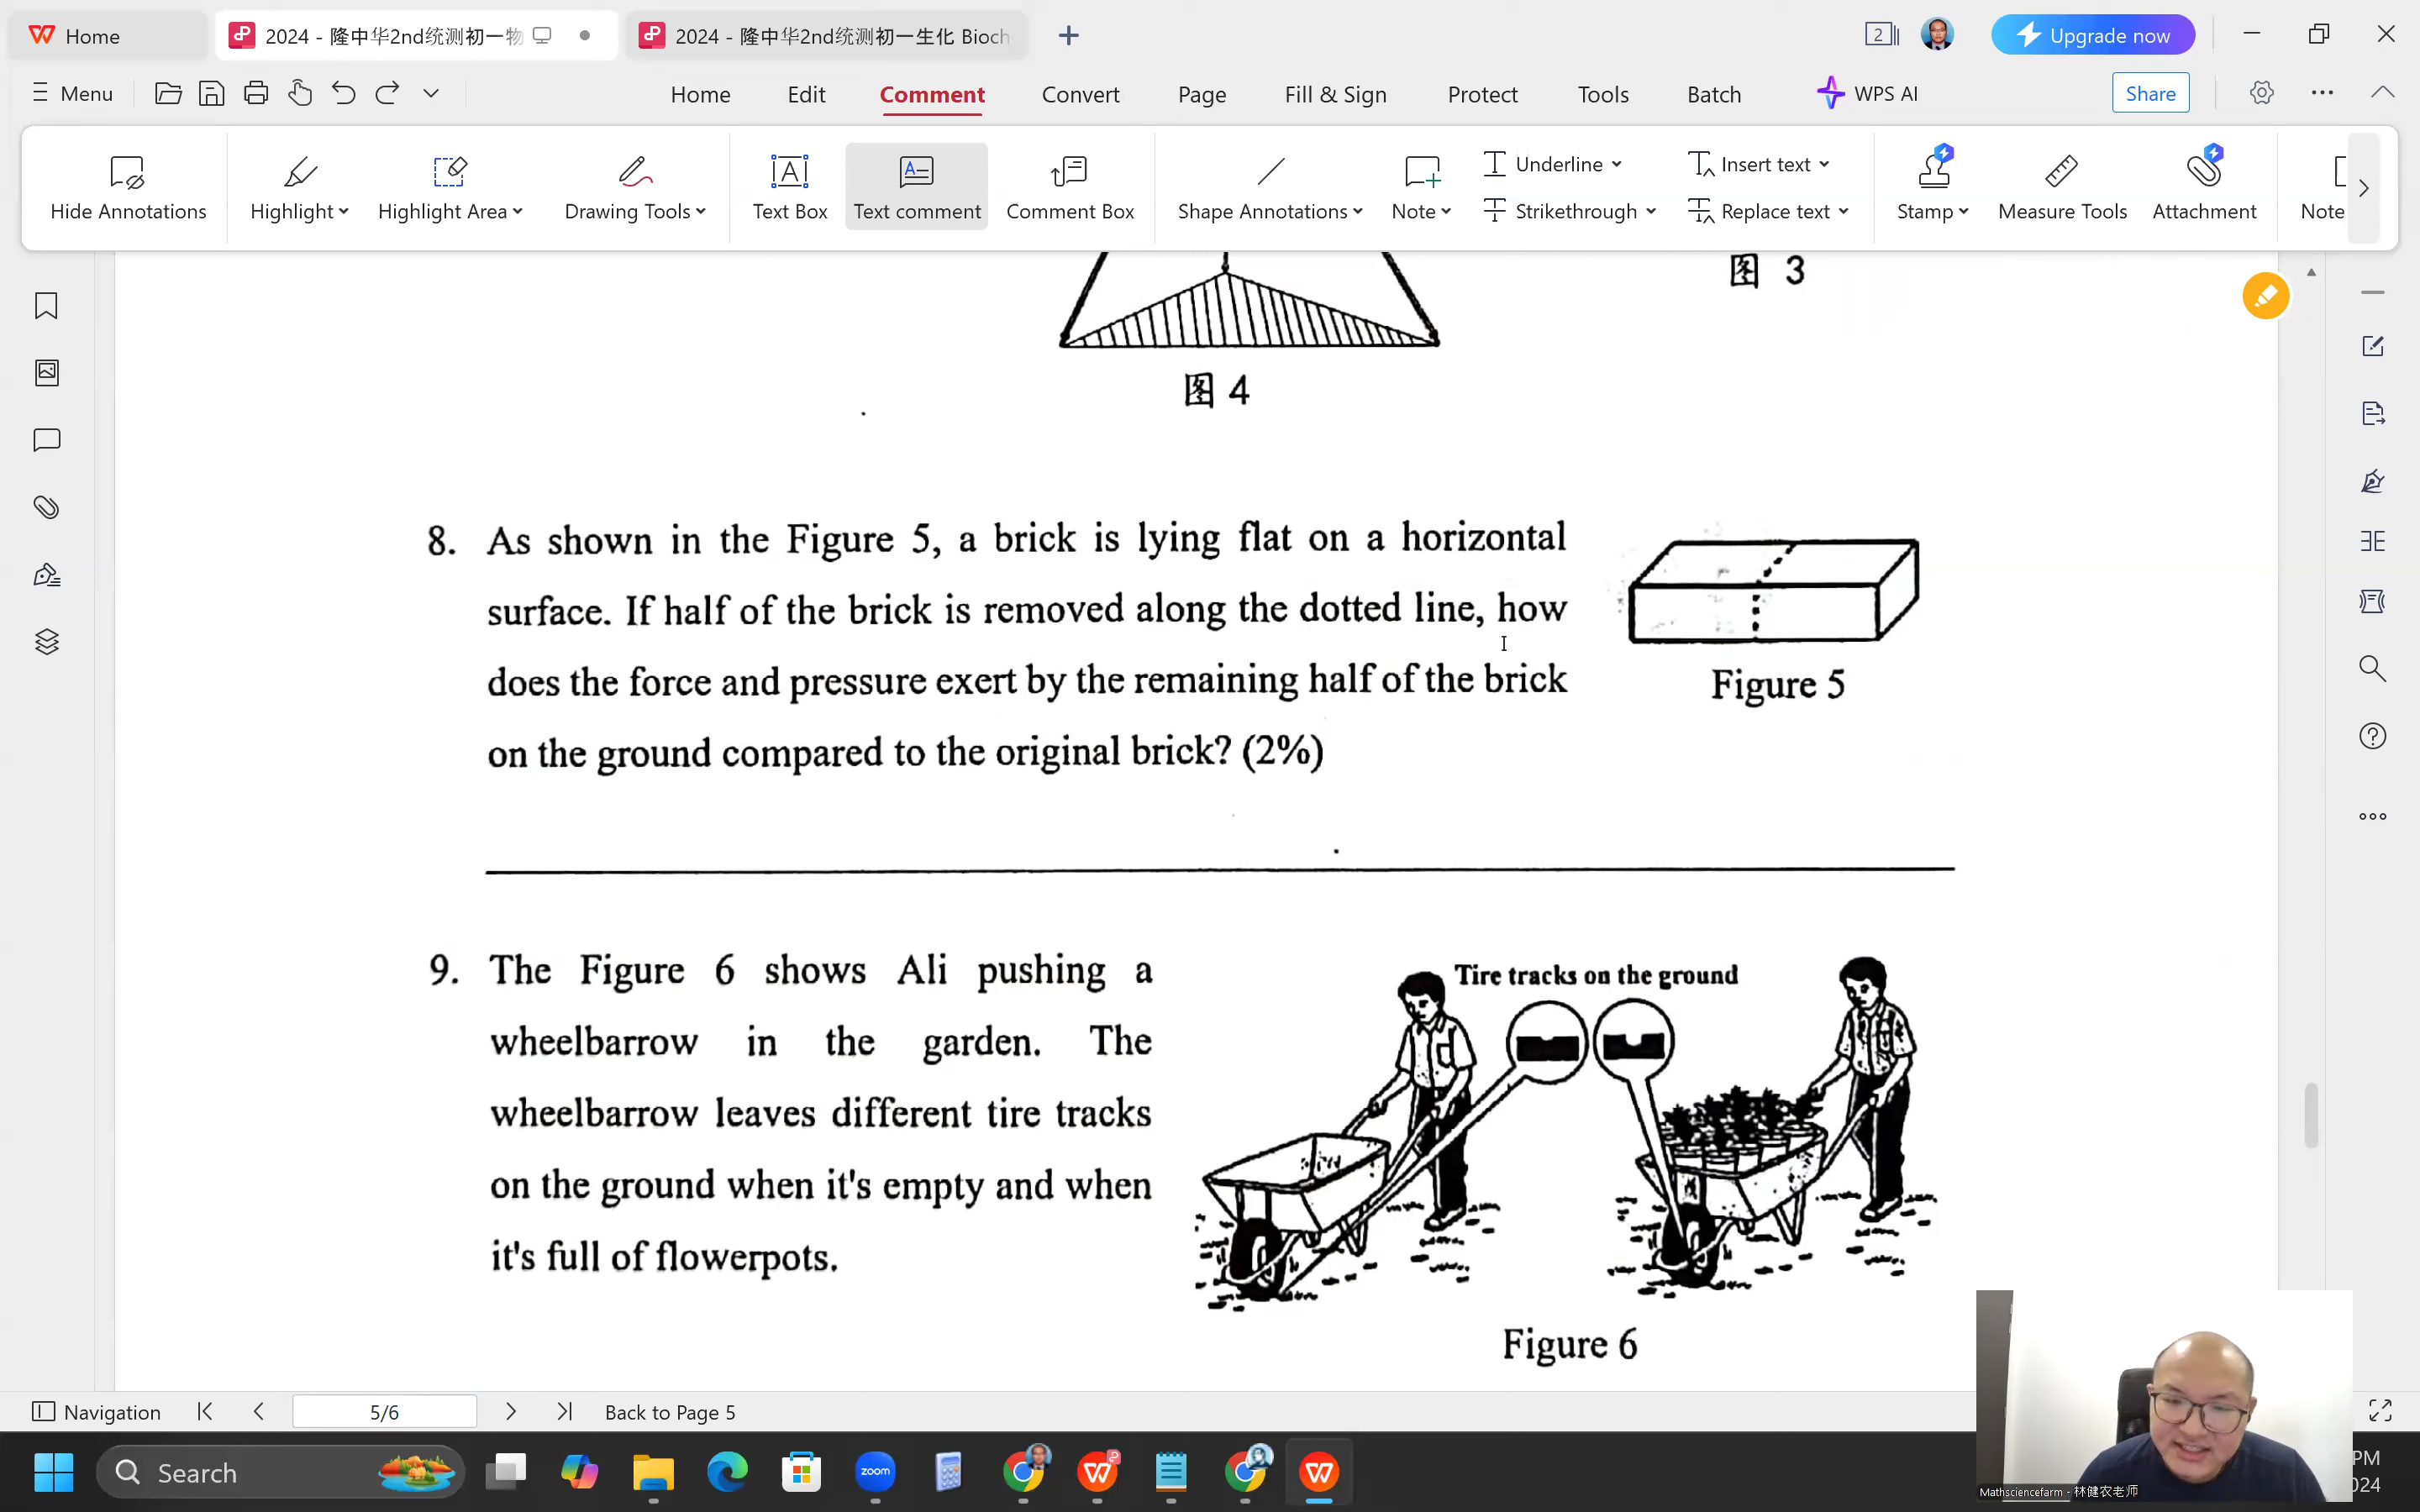 Home
2024 - 隆中华2nd统测初一物
2024 - 隆中华2nd统测初一生化 Bioch
2
Upgrade now
Menu
Home
Edit
Comment
Convert
Page
Fill & Sign
Protect
Tools
Batch
WPS AI
Share
Hide Annotations
Highlight
Highlight Area
Drawing Tools
Text Box
Text comment
Comment Box
Shape Annotations
Note
Underline
Strikethrough
Insert text
Replace text
Stamp
Measure Tools
Attachment
Note
图 3
图 4
8. As shown in the Figure 5, a brick is lying flat on a horizontal
surface. If half of the brick is removed along the dotted line, how
does the force and pressure exert by the remaining half of the brick
on the ground compared to the original brick? (2%)
Figure 5
9. The Figure 6 shows Ali pushing a
wheelbarrow in the garden. The
wheelbarrow leaves different tire tracks
on the ground when it's empty and when
it's full of flowerpots.
Tire tracks on the ground
Figure 6
Navigation
5/6
Back to Page 5
Search
zoom
PM
024
Mathsciencefarm - 林健农老师